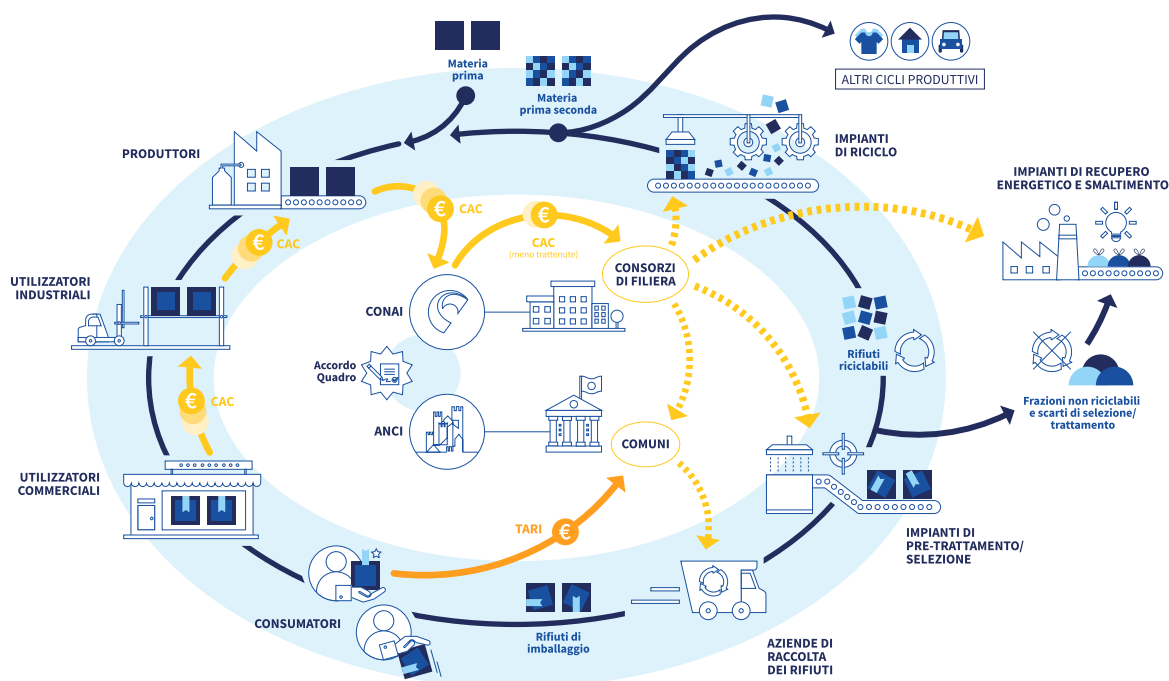 Materia
prima
Materia
prima seconda
ALTRI CICLI PRODUTTIVI
PRODUTTORI
IMPIANTI
DI RICICLO
IMPIANTI DI RECUPERO
ENERGETICO E SMALTIMENTO
€
CAC
€
CAC
€
CAC
(meno trattenute)
CONSORZI
DI FILIERA
UTILIZZATORI
INDUSTRIALI
CONAI
Rifiuti
riciclabili
Accordo
Quadro
€
CAC
Frazioni non riciclabili
e scarti di selezione/
trattamento
ANCI
COMUNI
UTILIZZATORI
COMMERCIALI
TARI
€
IMPIANTI DI
PRE-TRATTAMENTO/
SELEZIONE
CONSUMATORI
Rifiuti di
imballaggio
AZIENDE DI
RACCOLTA
DEI RIFIUTI